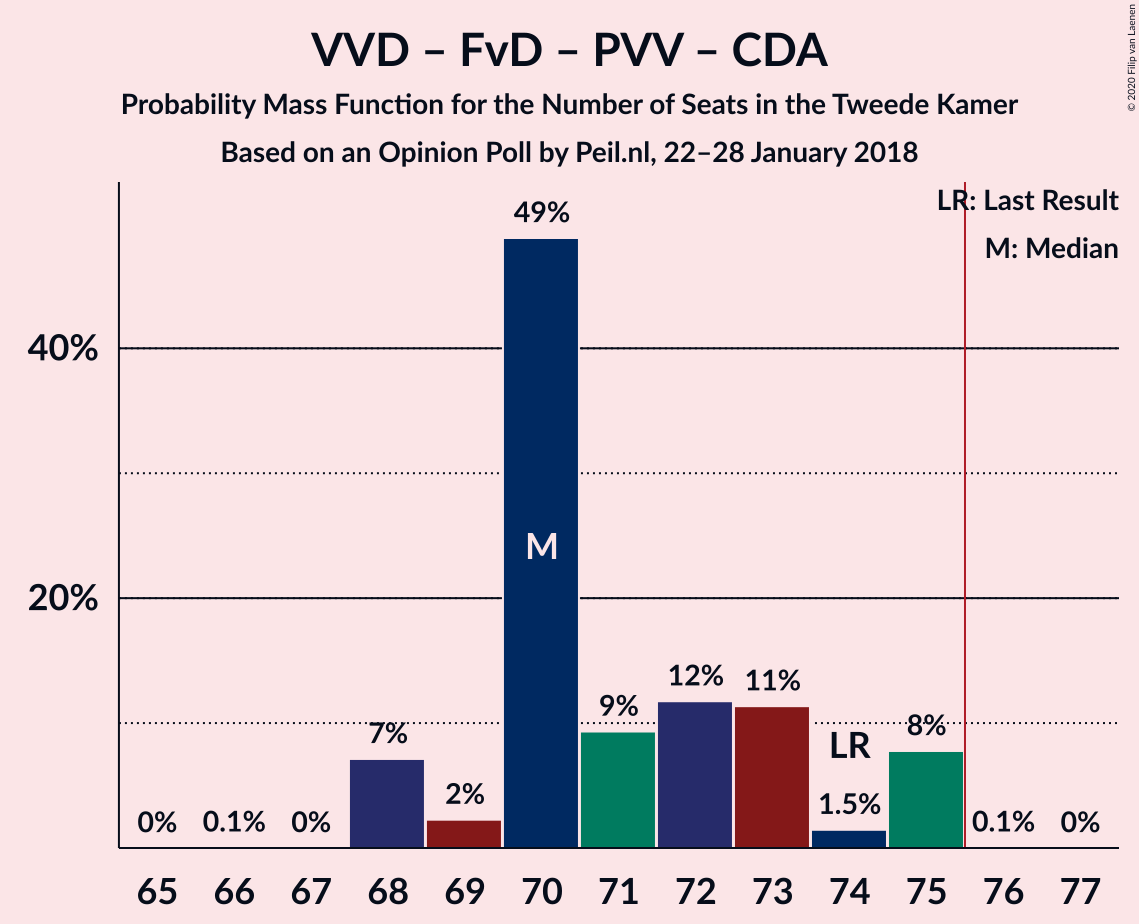 VVD – FvD – PVV – CDA
Probability Mass Function for the Number of Seats in the Tweede Kamer
Based on an Opinion Poll by Peil.nl, 22–28 January 2018
© 2020 Filip van Laenen
LR: Last Result
M: Median
40%
20%
0%
0.1%
0%
7%
2%
49%
M
9%
12%
11%
LR
1.5%
8%
0.1%
0%
65 66 67 68 69 70 71 72 73 74 75 76 77